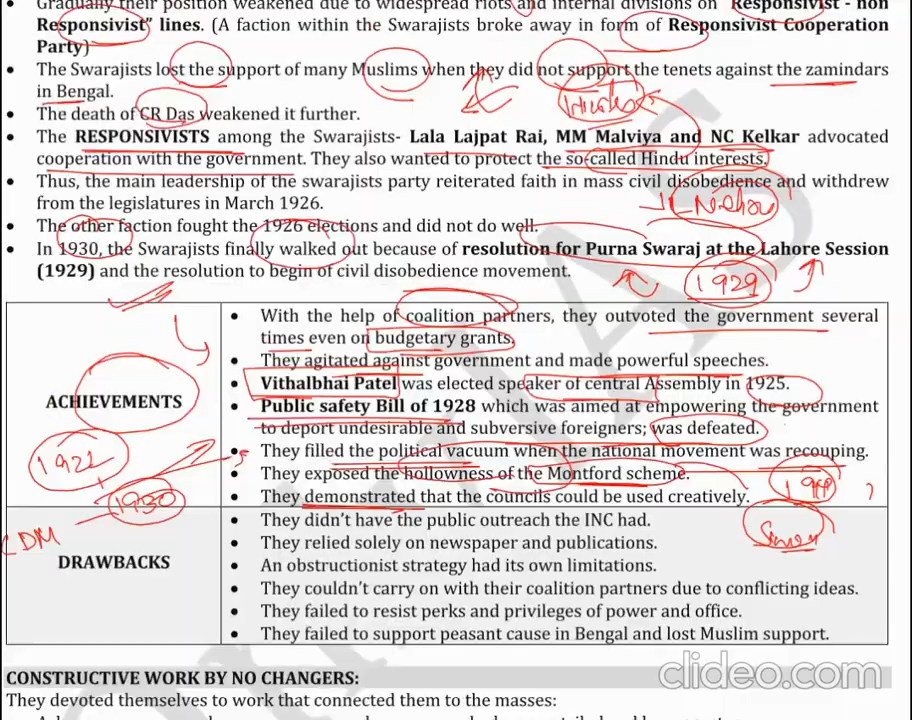 Gradually their position weakened due to widespread riots and internal divisions on "Responsivist - non
Responsivist" lines. (A faction within the Swarajists broke away in form of Responsivist Cooperation
Party)
• The Swarajists lost the support of many Muslims when they did not support the tenets against the zamindars
in Bengal.
• The death of CR Das weakened it further.
• The RESPONSIVISTS among the Swarajists- Lala Lajpat Rai, MM Malviya and NC Kelkar advocated
cooperation with the government. They also wanted to protect the so-called Hindu interests.
• Thus, the main leadership of the swarajists party reiterated faith in mass civil disobedience and withdrew
from the legislatures in March 1926.
• The other faction fought the 1926 elections and did not do well.
• In 1930, the Swarajists finally walked out because of resolution for Purna Swaraj at the Lahore Session
(1929) and the resolution to begin of civil disobedience movement.
1929
ACHIEVEMENTS
• With the help of coalition partners, they outvoted the government several
times even on budgetary grants.
• They agitated against government and made powerful speeches.
• Vithalbhai Patel was elected speaker of central Assembly in 1925.
• Public safety Bill of 1928 which was aimed at empowering the government
to deport undesirable and subversive foreigners; was defeated.
• They filled the political vacuum when the national movement was recouping.
• They exposed the hollowness of the Montford scheme.
• They demonstrated that the councils could be used creatively.
1922
1930
CDM
DRAWBACKS
• They didn't have the public outreach the INC had.
• They relied solely on newspaper and publications.
• An obstructionist strategy had its own limitations.
• They couldn't carry on with their coalition partners due to conflicting ideas.
• They failed to resist perks and privileges of power and office.
• They failed to support peasant cause in Bengal and lost Muslim support.
clideo.com
CONSTRUCTIVE WORK BY NO CHANGERS:
They devoted themselves to work that connected them to the masses: